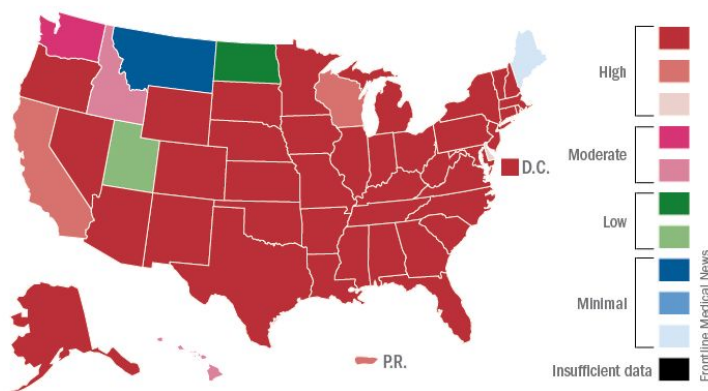 High
Moderate
D.C.
Low
Minimal
P.R.
Insufficient data
Frontline Medical News